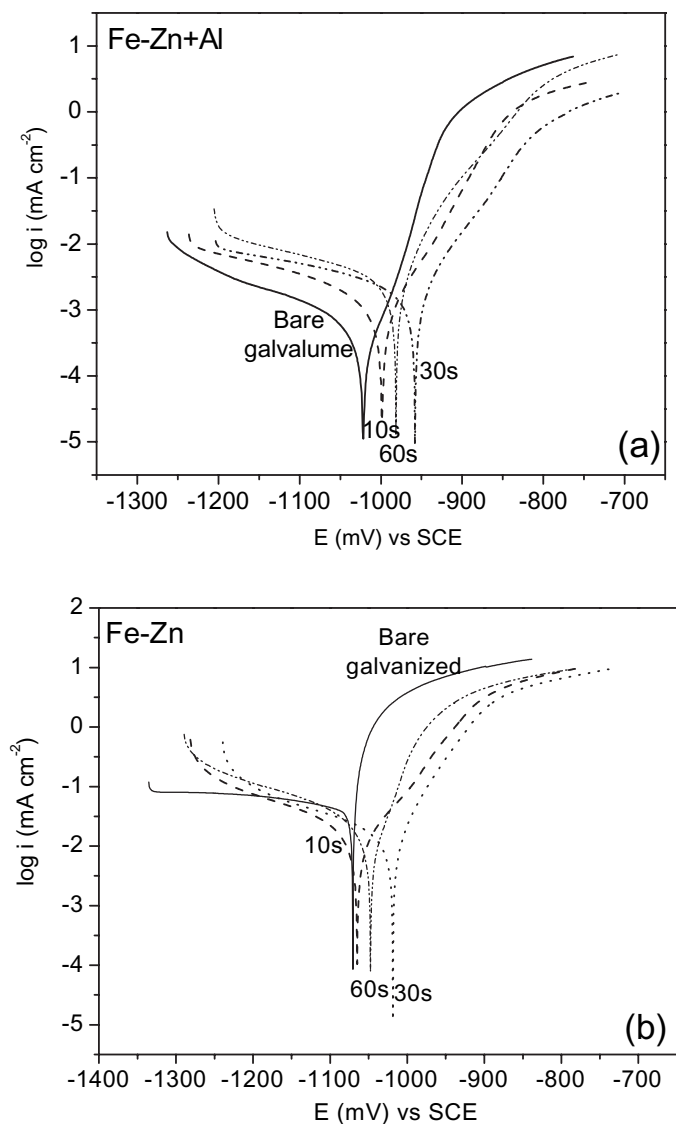 Fe-Zn+Al
1
0
-1
-2
-3
-4
-5
log i (mA cm-2)
Bare
galvalume
30s
10s
60s
(a)
-1300 -1200 -1100 -1000 -900 -800 -700
E (mV) vs SCE
2
Fe-Zn
Bare
galvanized
1
0
-1
-2
-3
-4
-5
log i (mA cm-2)
10s
60s 30s
(b)
-1400 -1300 -1200 -1100 -1000 -900 -800 -700
E (mV) vs SCE